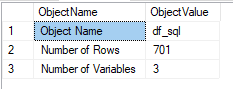 ObjectName ObjectValue
1 Object Name df_sql
2 Number of Rows 701
3 Number of Variables 3